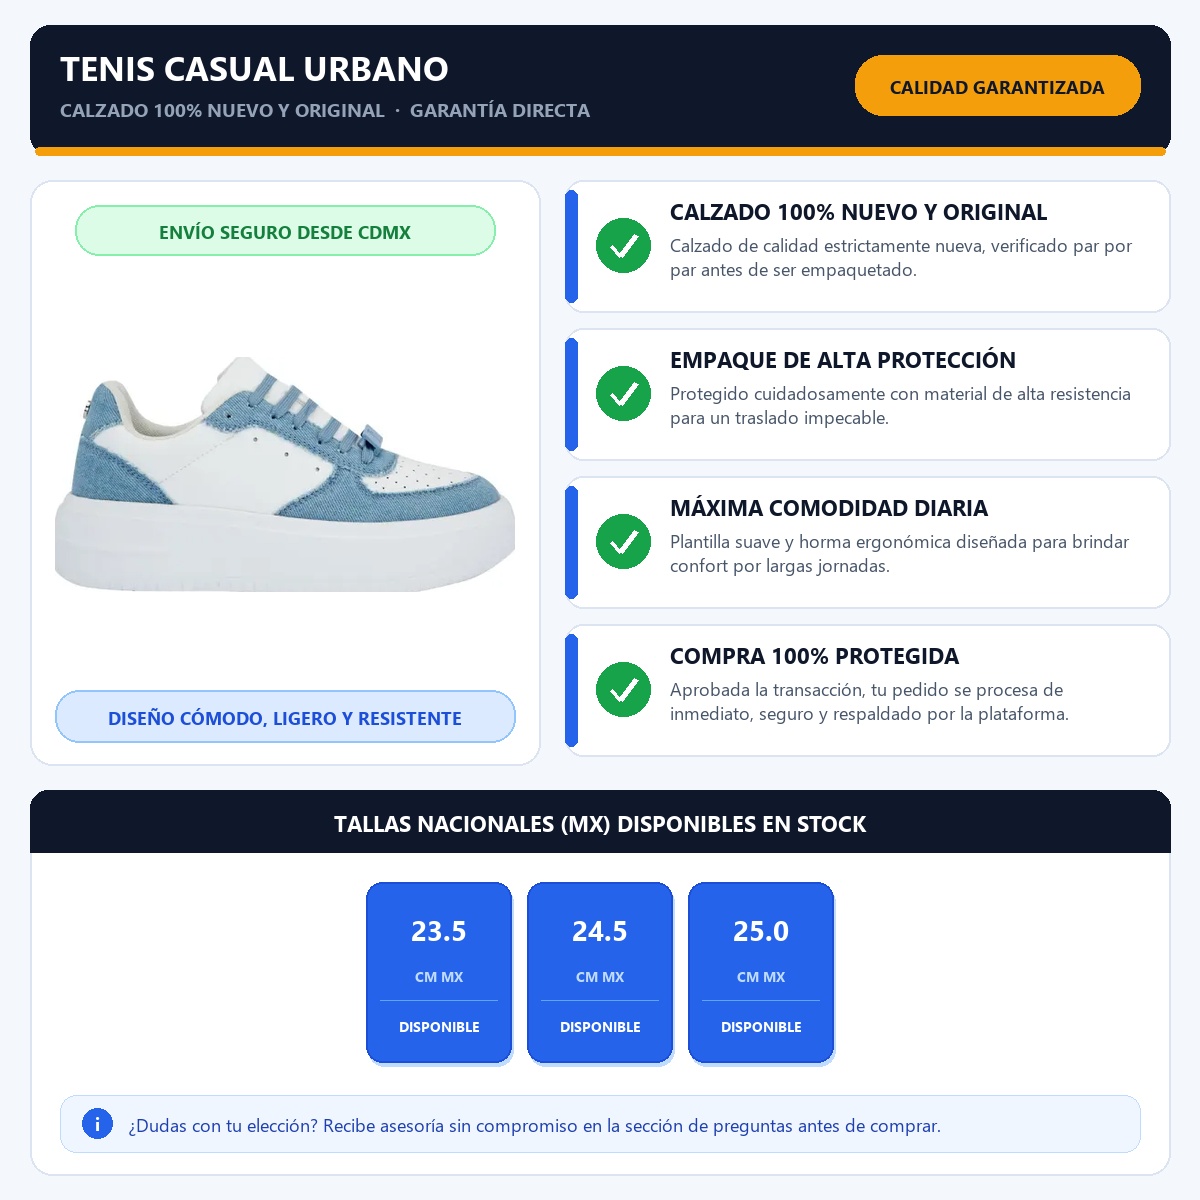 TENIS CASUAL URBANO
CALZADO 100% NUEVO Y ORIGINAL · GARANTÍA DIRECTA
CALIDAD GARANTIZADA
ENVÍO SEGURO DESDE CDMX
DISEÑO CÓMODO, LIGERO Y RESISTENTE
CALZADO 100% NUEVO Y ORIGINAL
Calzado de calidad estrictamente nueva, verificado par por
par antes de ser empaquetado.
EMPAQUE DE ALTA PROTECCIÓN
Protegido cuidadosamente con material de alta resistencia
para un traslado impecable.
MÁXIMA COMODIDAD DIARIA
Plantilla suave y horma ergonómica diseñada para brindar
confort por largas jornadas.
COMPRA 100% PROTEGIDA
Aprobada la transacción, tu pedido se procesa de
inmediato, seguro y respaldado por la plataforma.
TALLAS NACIONALES (MX) DISPONIBLES EN STOCK
23.5
CM MX
DISPONIBLE
24.5
CM MX
DISPONIBLE
25.0
CM MX
DISPONIBLE
¿Dudas con tu elección? Recibe asesoría sin compromiso en la sección de preguntas antes de comprar.